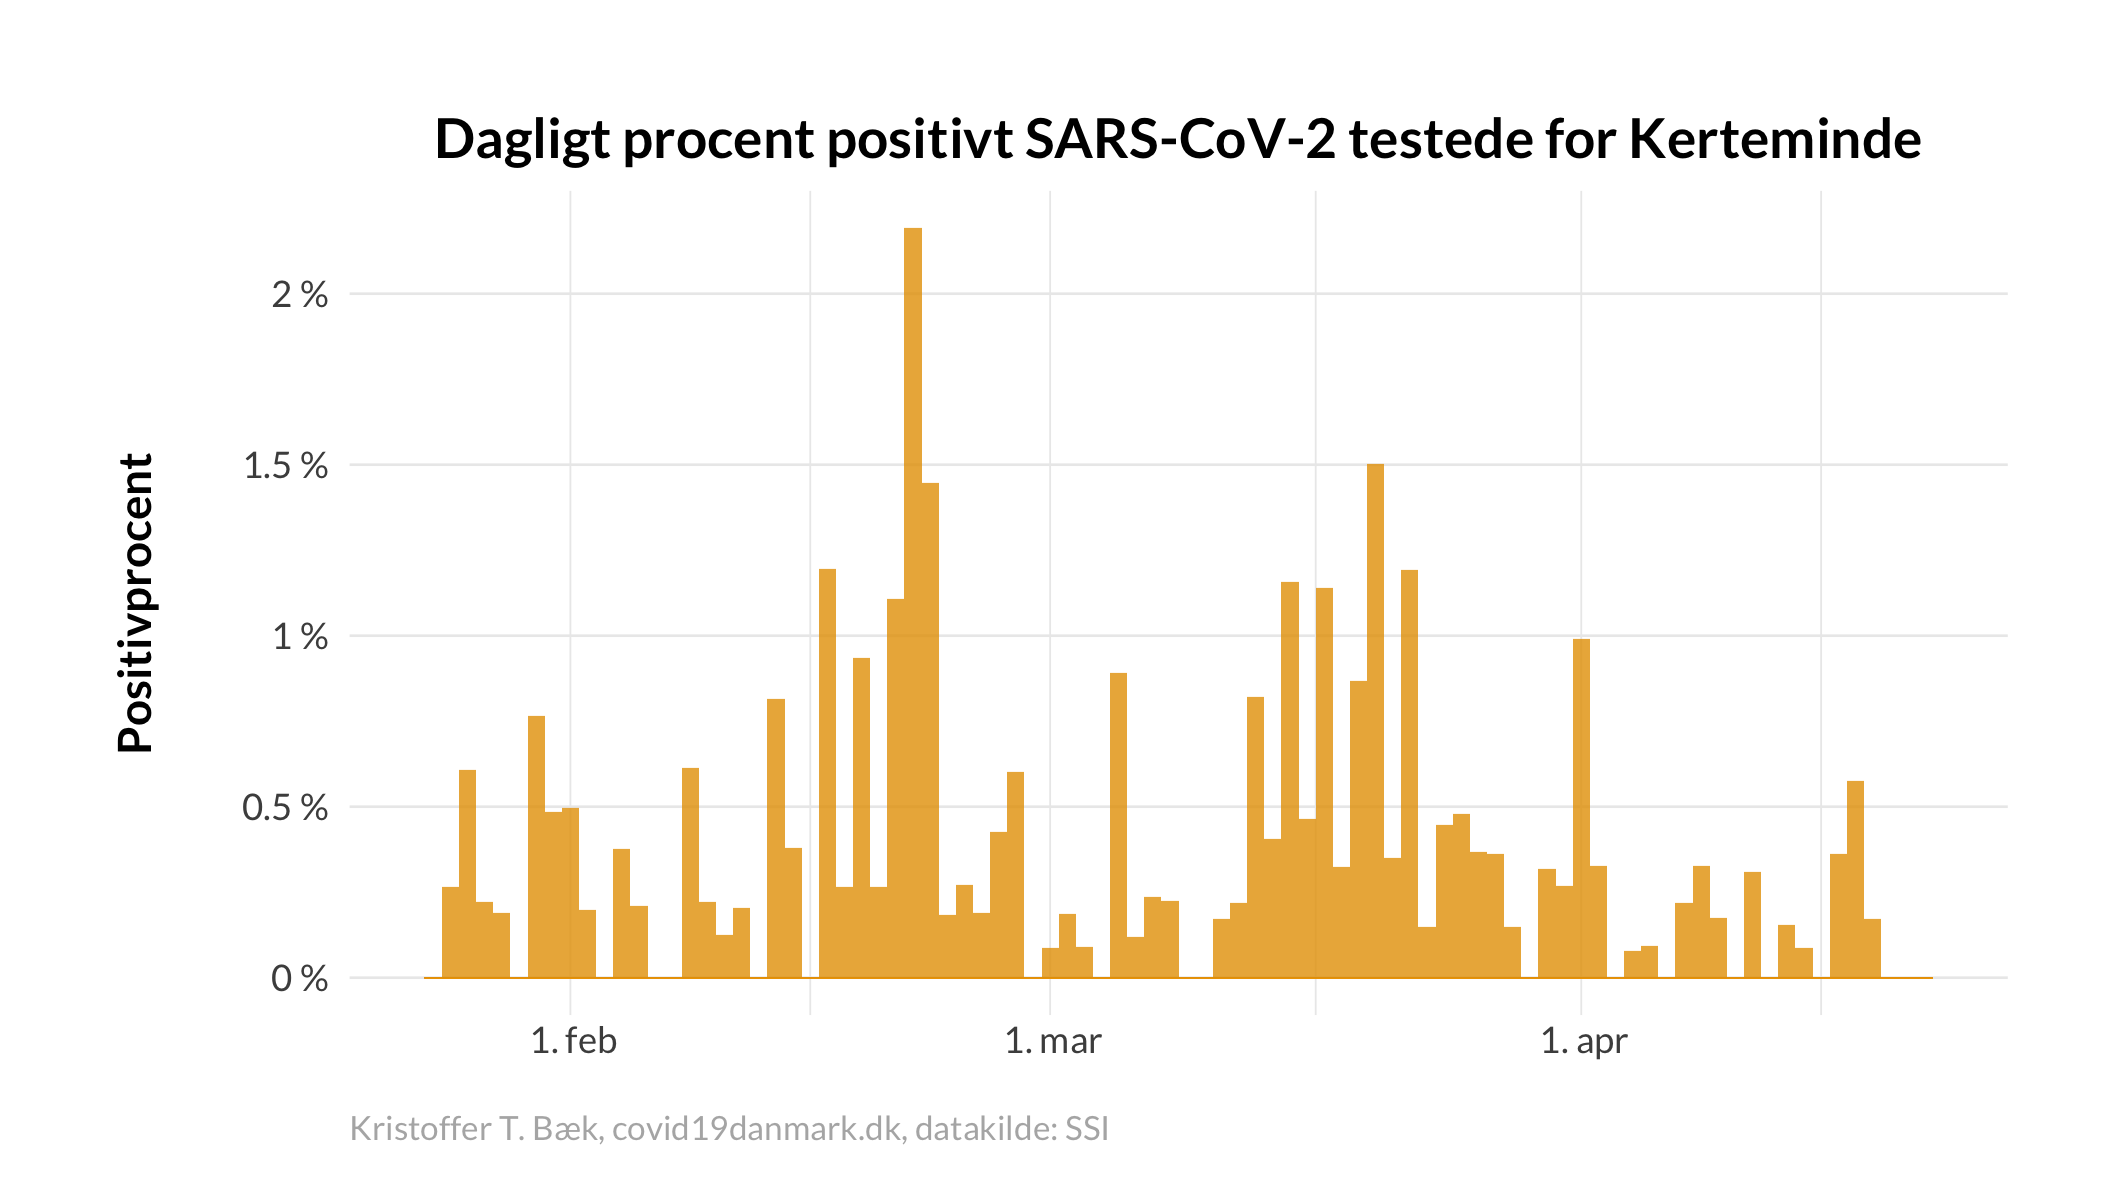 Dagligt procent positivt SARS-CoV-2 testede for Kerteminde
Positivprocent
2 %
1.5 %
1 %
0.5 %
0 %
1. feb
1. mar
1. apr
Kristoffer T. Bæk, covid19danmark.dk, datakilde: SSI